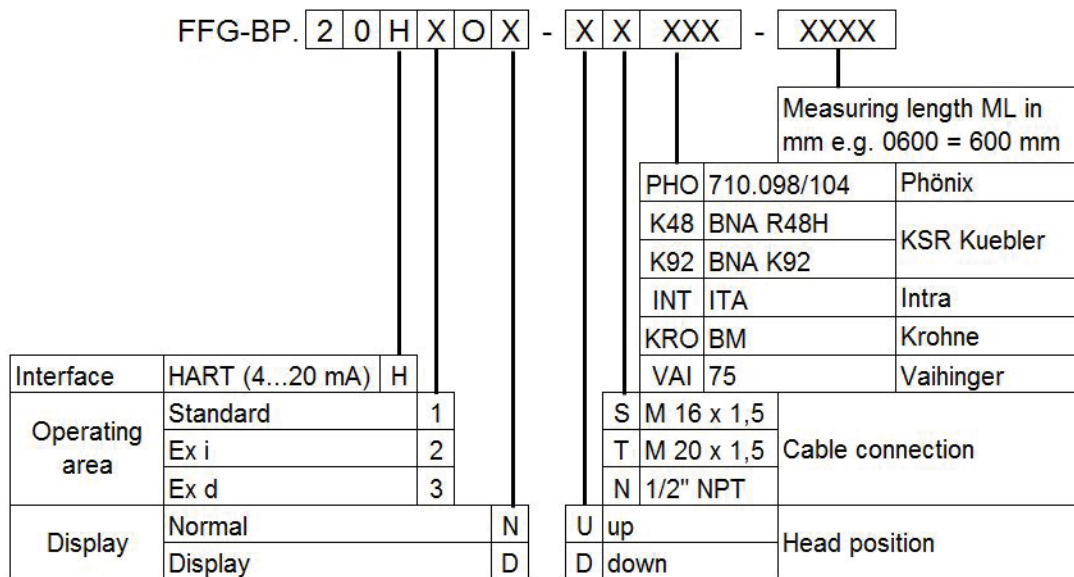 FFG-BP. 2 0 H X O X - X X XXX - XXXX
Measuring length ML in
mm e.g. 0600 = 600 mm
PHO 710.098/104 Phönix
K48 BNA R48H
KSR Kuebler
K92 BNA K92
INT ITA Intra
KRO BM Krohne
VAI 75 Vaihinger
Interface HART (4...20 mA) H
Operating
area
Standard 1
Ex i 2
Ex d 3
S M 16 x 1,5
T M 20 x 1,5
N 1/2" NPT
Cable connection
Display
Normal N
Display D
U up
D down
Head position